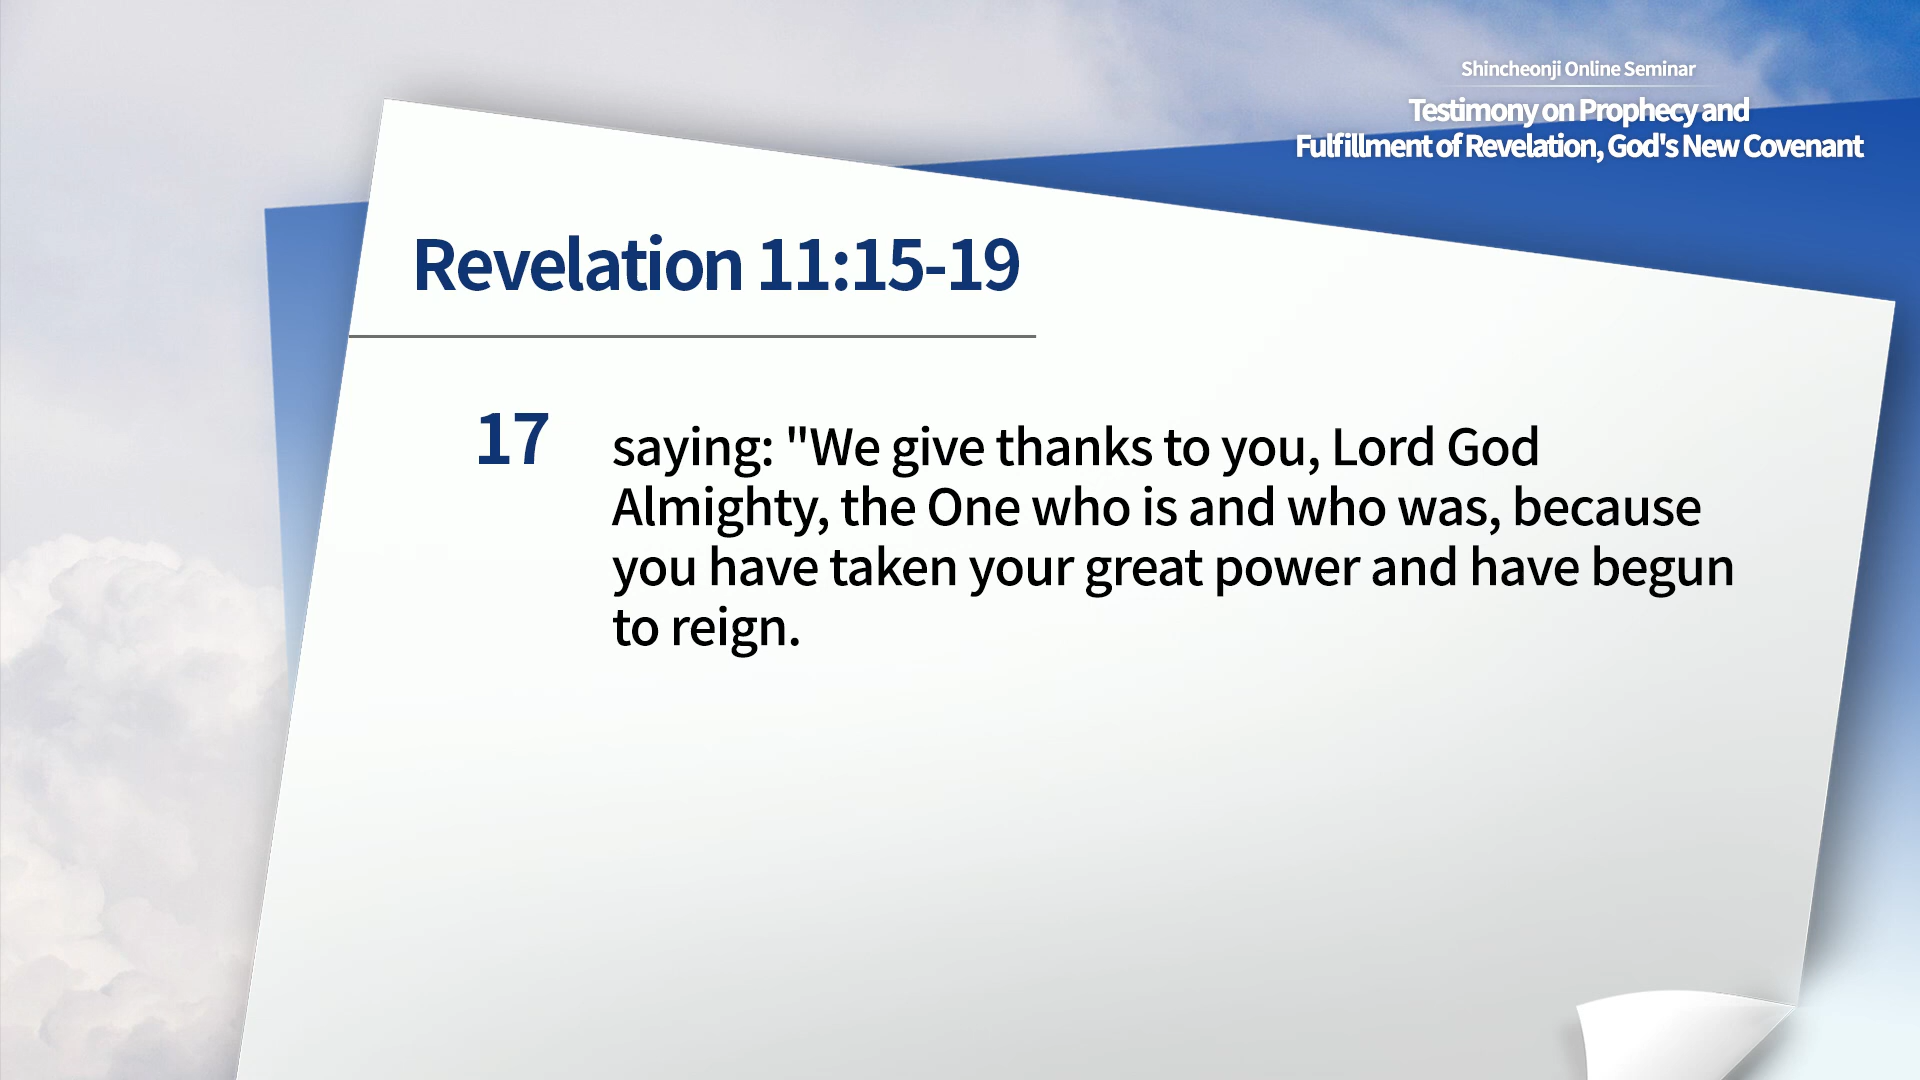 Shincheonji Online Seminar
Testimony on Prophecy and
Fulfillment of Revelation, God's New Covenant
Revelation 11:15-19
17 saying: "We give thanks to you, Lord God
Almighty, the One who is and who was, because
you have taken your great power and have begun
to reign.